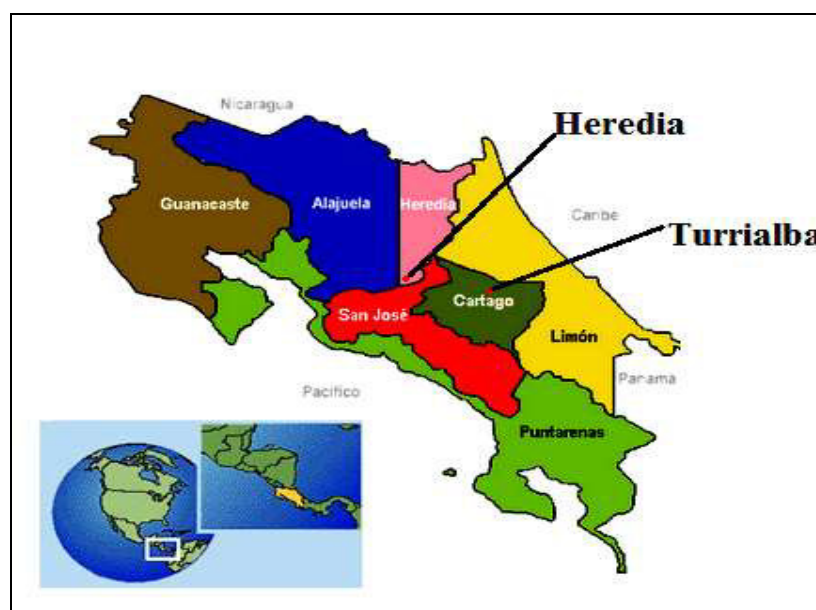 Nicaragua
Heredia
Guanacaste
Alajuela
Heredia
Caribe
Turrialba
Cartago
San José
Limón
Panama
Pacifico
Puntarenas